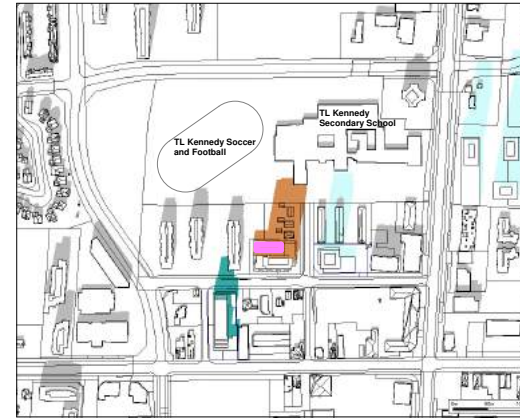 TL Kennedy
Secondary School
TL Kennedy Soccer
and Football